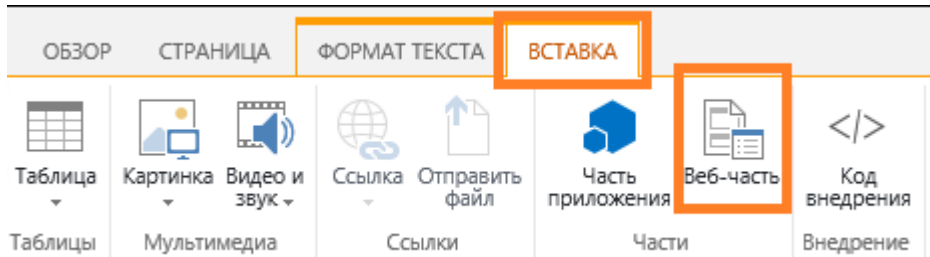 ОБЗОР СТРАНИЦА ФОРМАТ ТЕКСТА ВСТАВКА
Таблица Картинка Видео и Ссылка Отправить Часть Веб-часть Код
звук файл приложения внедрения
Таблицы Мультимедиа Ссылки Части Внедрение